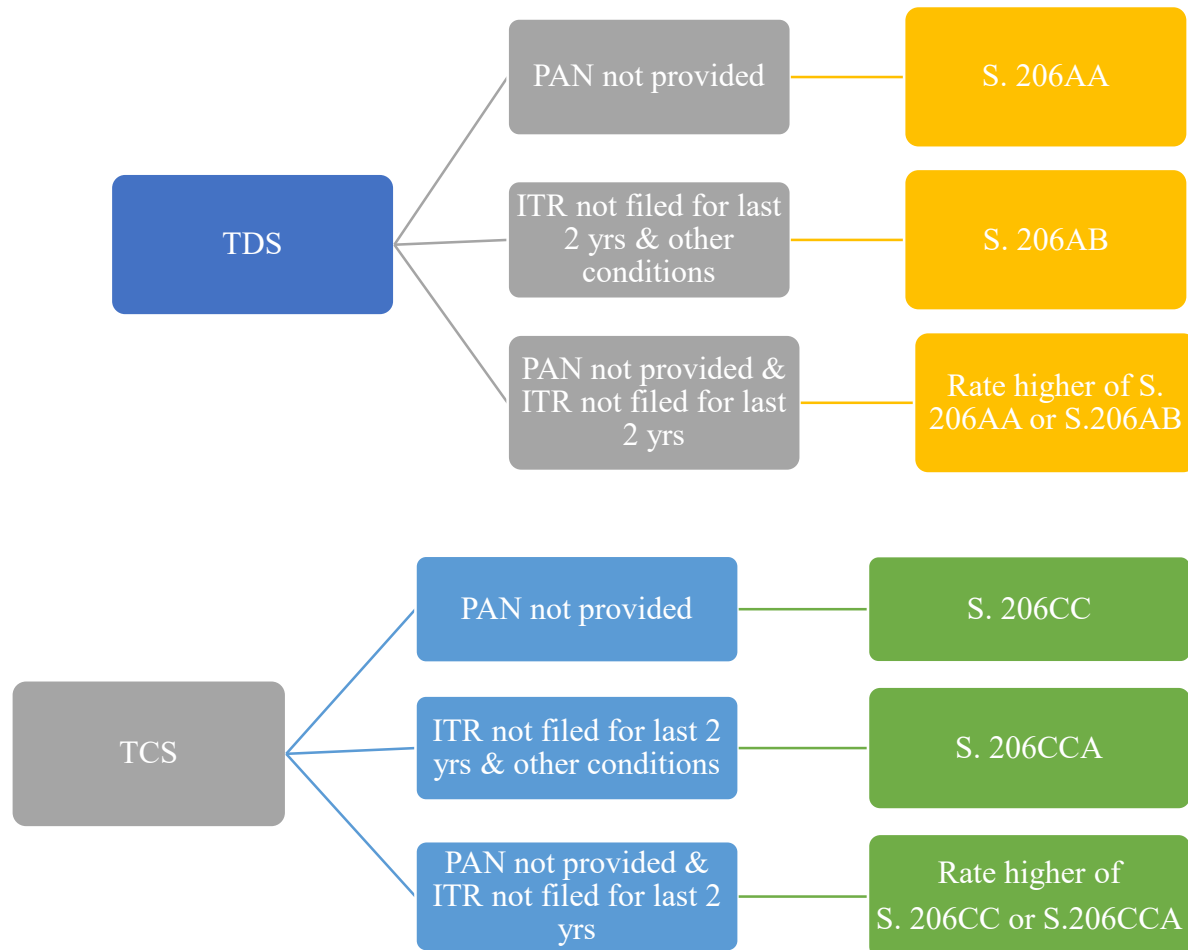 TDS
PAN not provided
S. 206AA
ITR not filed for last
2 yrs & other
conditions
S. 206AB
PAN not provided &
ITR not filed for last
2 yrs
Rate higher of S.
206AA or S.206AB
TCS
PAN not provided
S. 206CC
ITR not filed for last 2
yrs & other conditions
S. 206CCA
PAN not provided &
ITR not filed for last 2
yrs
Rate higher of
S. 206CC or S.206CCA